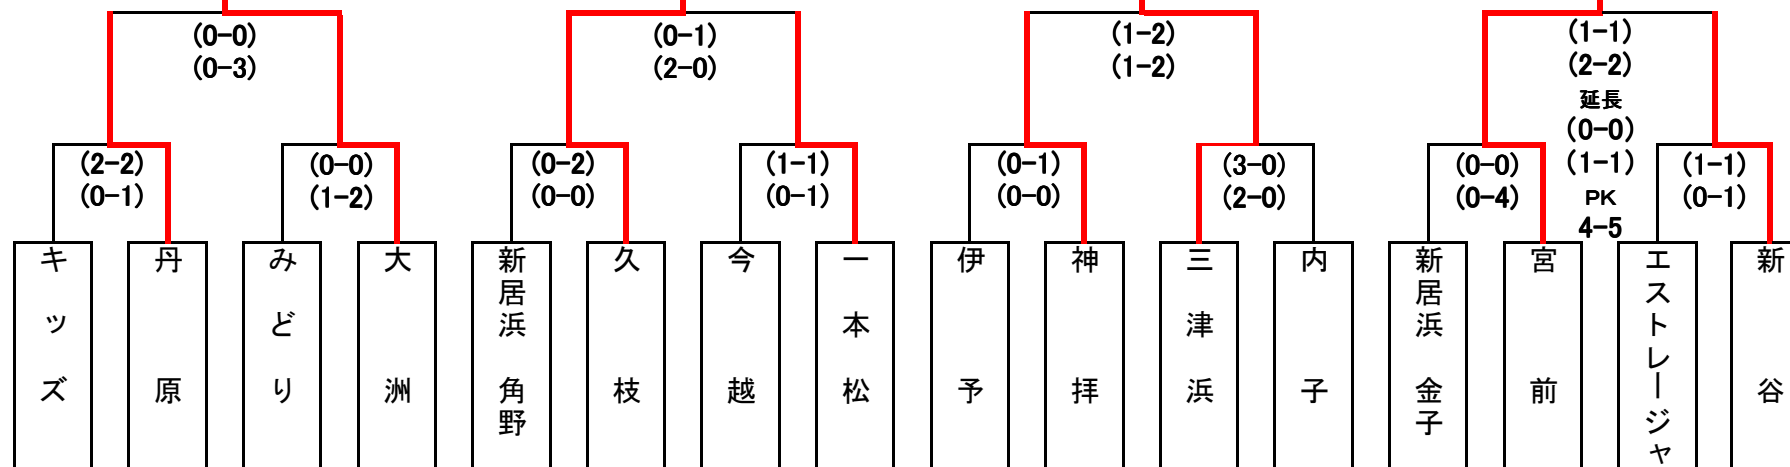 (0-0)
(0-3)
(0-1)
(2-0)
(1-2)
(1-2)
(1-1)
(2-2)
延長
(0-0)
(1-1)
PK
4-5
(2-2)
(0-1)
(0-0)
(1-2)
(0-2)
(0-0)
(1-1)
(0-1)
(0-1)
(0-0)
(3-0)
(2-0)
(0-0)
(0-4)
(1-1)
(0-1)
キッズ
丹原
みどり
大洲
新居浜 角野
久枝
今越
一本松
伊予
神拝
三津浜
内子
新居浜 金子
宮前
エストレージャ
新谷